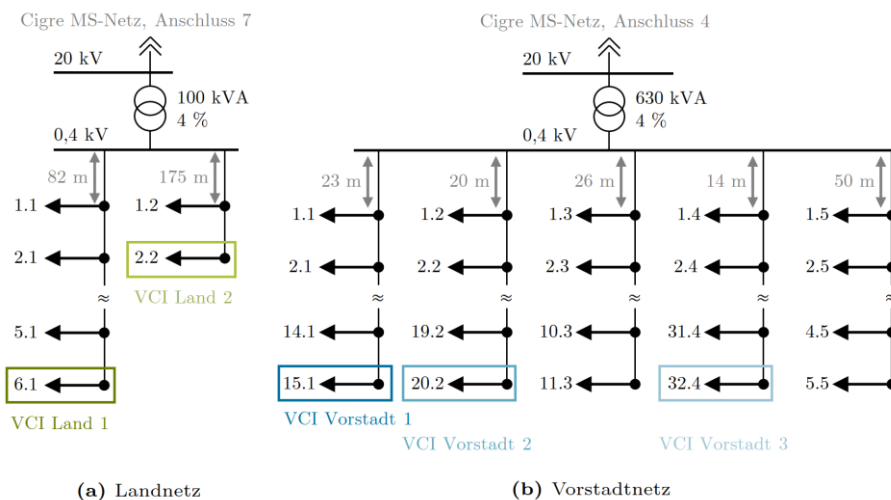 Cigre MS-Netz, Anschluss 7
20 kV
100 kVA
4 %
0,4 kV
82 m
175 m
1.1
1.2
2.1
2.2
VCI Land 2
≈
5.1
6.1
VCI Land 1
(a) Landnetz
Cigre MS-Netz, Anschluss 4
20 kV
630 kVA
4 %
0,4 kV
23 m
20 m
26 m
14 m
50 m
1.1
1.2
1.3
1.4
1.5
2.1
2.2
2.3
2.4
2.5
≈
≈
≈
≈
≈
14.1
19.2
10.3
31.4
4.5
15.1
20.2
11.3
32.4
5.5
VCI Vorstadt 1
VCI Vorstadt 2
VCI Vorstadt 3
(b) Vorstadtnetz